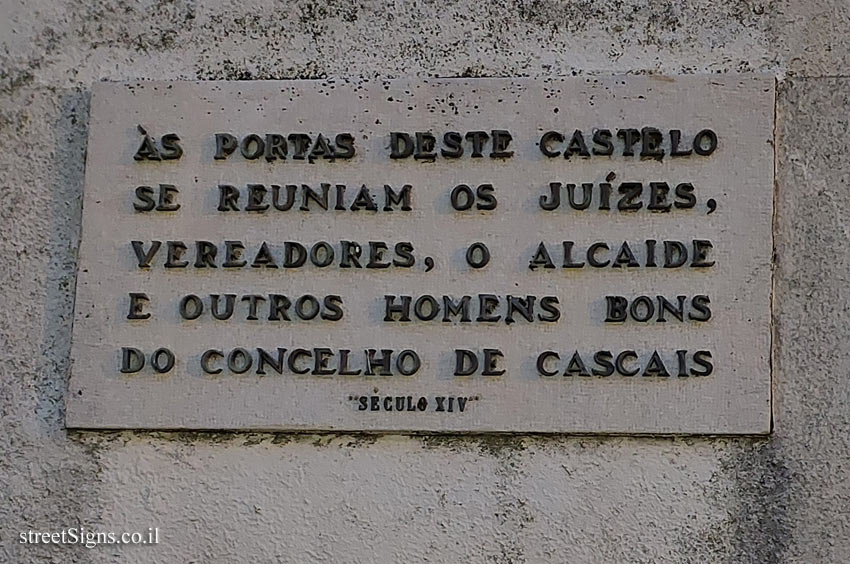 ÀS PORTAS DESTE CASTELO
SE REUNIAM OS JUÍZES,
VEREADORES, O ALCAIDE
E OUTROS HOMENS BONS
DO CONCELHO DE CASCAIS
"SÉCULO XIV"
streetSigns.co.il